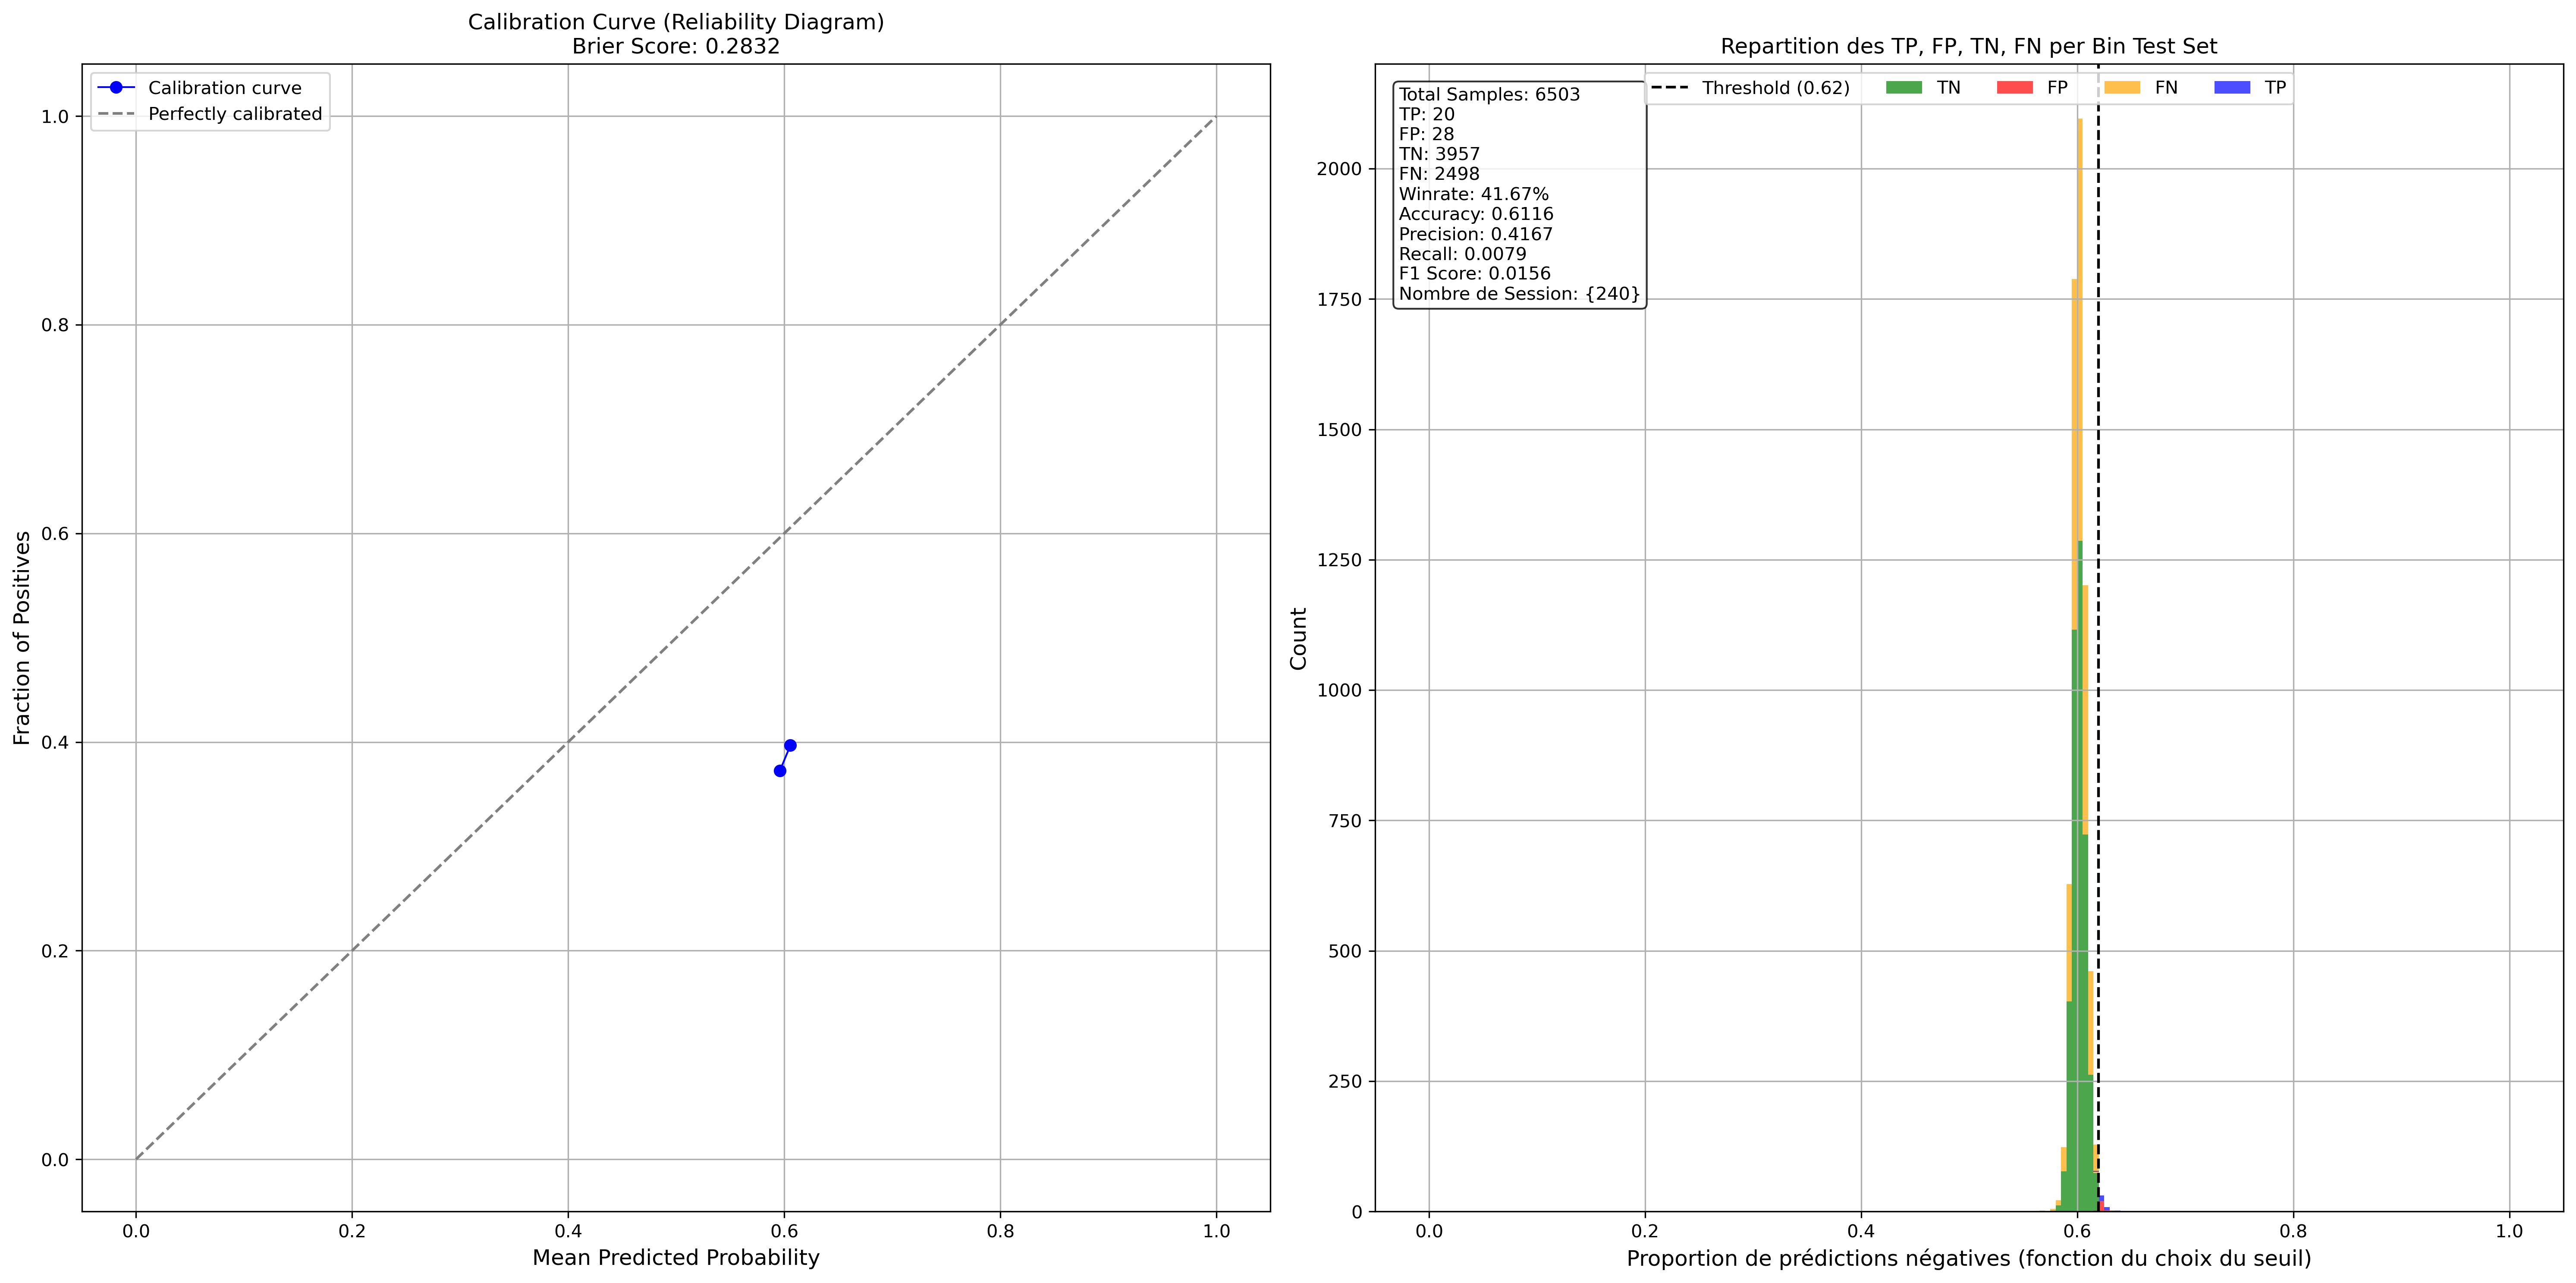 Calibration Curve (Reliability Diagram)
Brier Score: 0.2832
Calibration curve
Perfectly calibrated
1.0
0.8
0.6
0.4
0.2
0.0
Fraction of Positives
0.0 0.2 0.4 0.6 0.8 1.0
Mean Predicted Probability
Repartition des TP, FP, TN, FN per Bin Test Set
Threshold (0.62) TN FP FN TP
Total Samples: 6503
TP: 20
FP: 28
TN: 3957
FN: 2498
Winrate: 41.67%
Accuracy: 0.6116
Precision: 0.4167
Recall: 0.0079
F1 Score: 0.0156
Nombre de Session: {240}
2000
1750
1500
1250
1000
750
500
250
0
Count
0.0 0.2 0.4 0.6 0.8 1.0
Proportion de prédictions négatives (fonction du choix du seuil)